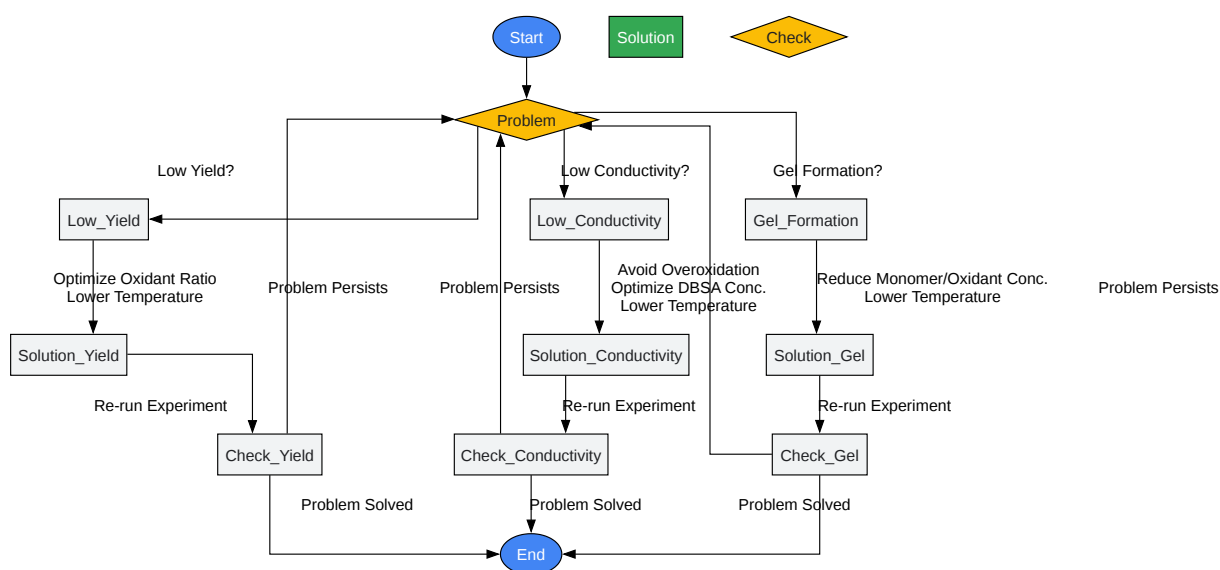 Start
Solution
Check
Problem
Low Yield?
Low Conductivity?
Gel Formation?
Low_Yield
Low_Conductivity
Gel_Formation
Optimize Oxidant Ratio
Lower Temperature
Problem Persists
Problem Persists
Avoid Overoxidation
Optimize DBSA Conc.
Lower Temperature
Reduce Monomer/Oxidant Conc.
Lower Temperature
Problem Persists
Solution_Yield
Solution_Conductivity
Solution_Gel
Re-run Experiment
Re-run Experiment
Re-run Experiment
Check_Yield
Check_Conductivity
Check_Gel
Problem Solved
Problem Solved
Problem Solved
End